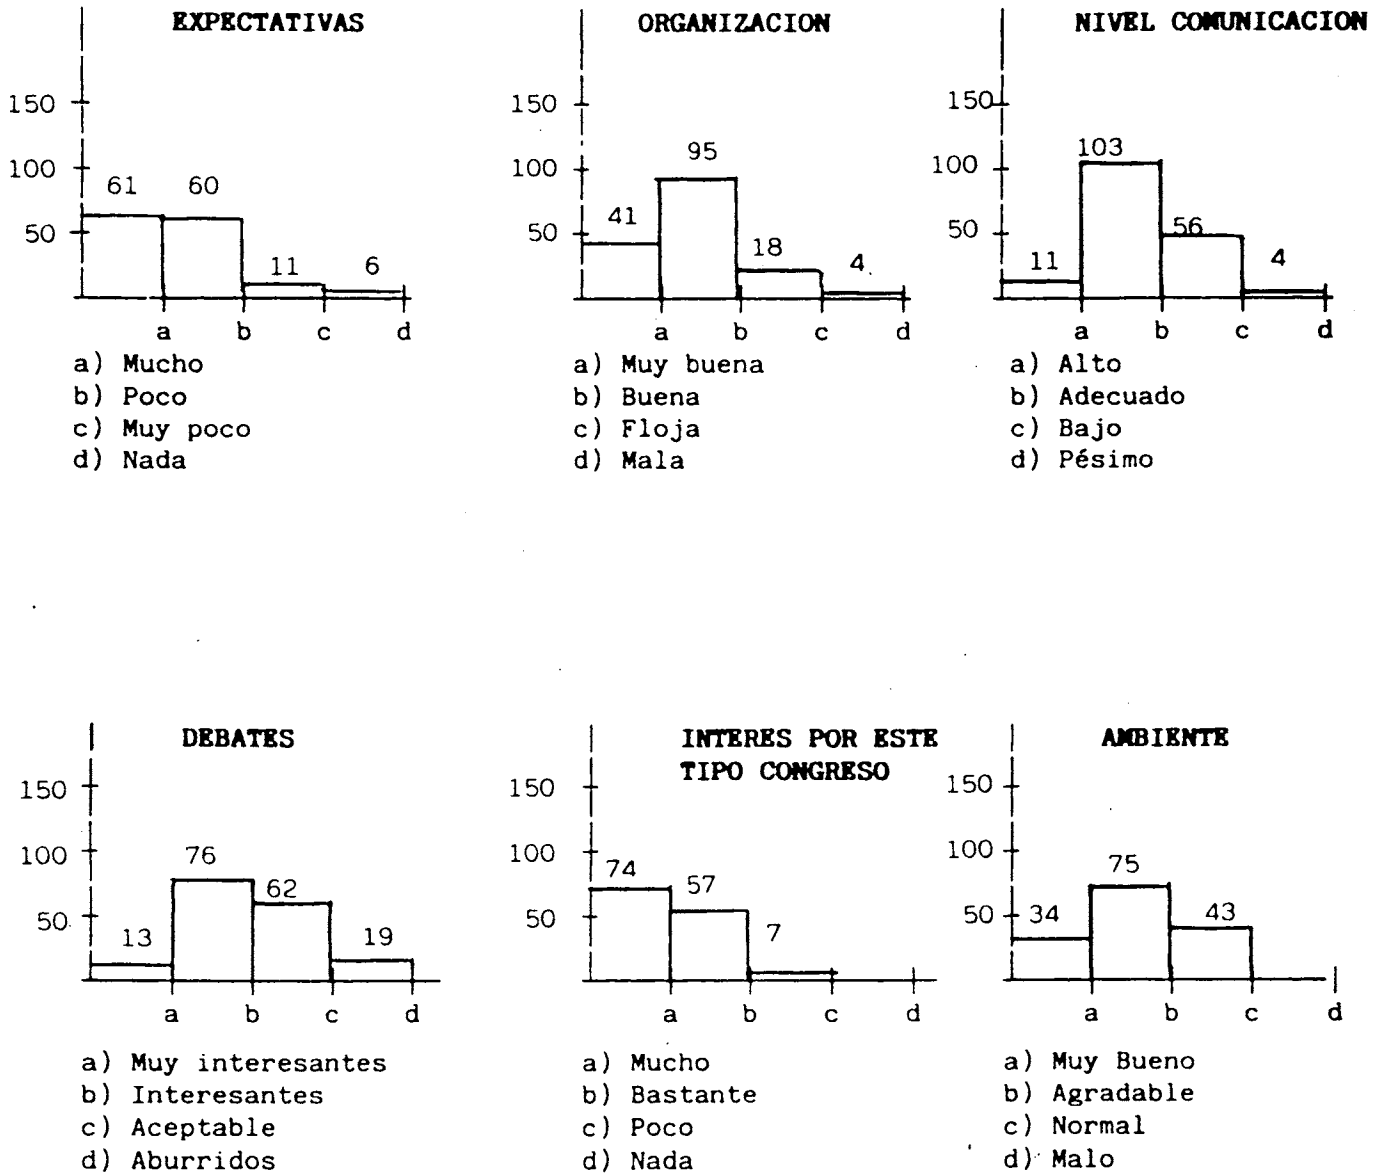 EXPECTATIVAS
150
100
50
61
60
11
6
a b c d
a) Mucho
b) Poco
c) Muy poco
d) Nada
ORGANIZACION
150
100
50
41
95
18
4
a b c d
a) Muy buena
b) Buena
c) Floja
d) Mala
NIVEL COMUNICACION
150
100
50
11
103
56
4
a b c d
a) Alto
b) Adecuado
c) Bajo
d) Pésimo
DEBATES
150
100
50
13
76
62
19
a b c d
a) Muy interesantes
b) Interesantes
c) Aceptable
d) Aburridos
INTERES POR ESTE
TIPO CONGRESO
150
100
50
74
57
7
a b c d
a) Mucho
b) Bastante
c) Poco
d) Nada
AMBIENTE
150
100
50
34
75
43
a b c d
a) Muy Bueno
b) Agradable
c) Normal
d) Malo